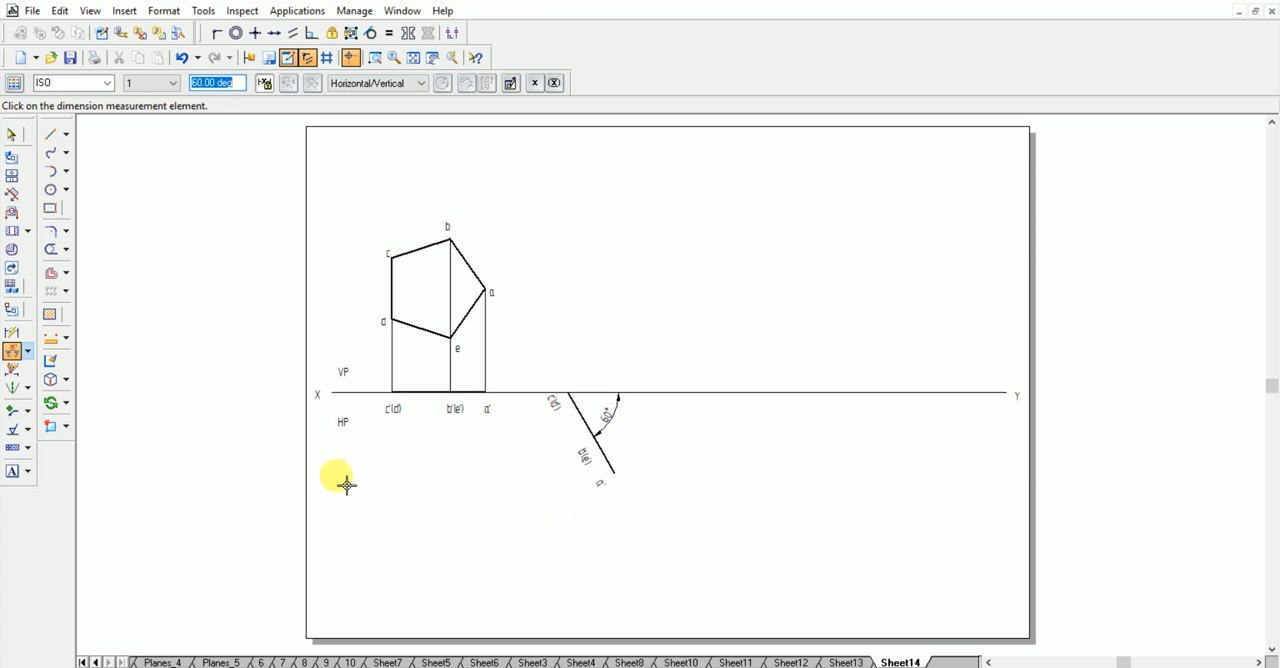 File Edit View Insert Format Tools Inspect Applications Manage Window Help
ISO 1 60.00 deg Horizontal/Vertical
Click on the dimension measurement element.
b
c
a
d
e
VP
X Y
c'(d') b'(e') a' c'(d')
60°
HP
b'(e')
a'
A
Planes_4 Planes_5 6 7 8 9 10 Sheet7 Sheet5 Sheet6 Sheet3 Sheet4 Sheet8 Sheet10 Sheet11 Sheet12 Sheet13 Sheet14